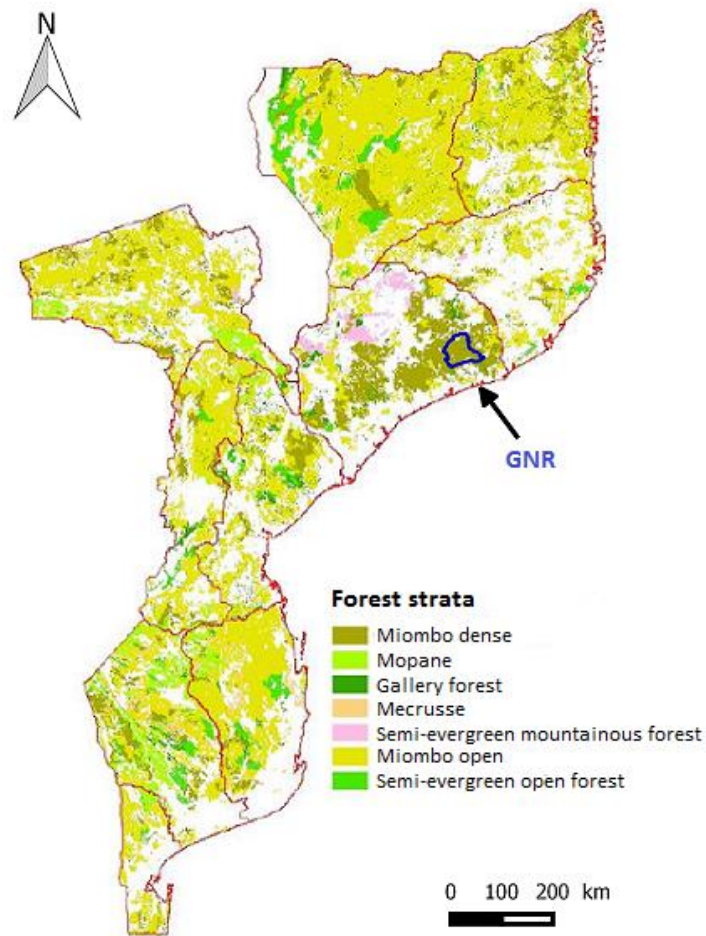 N
GNR
Forest strata
Miombo dense
Mopane
Gallery forest
Mecrusse
Semi-evergreen mountainous forest
Miombo open
Semi-evergreen open forest
0 100 200 km